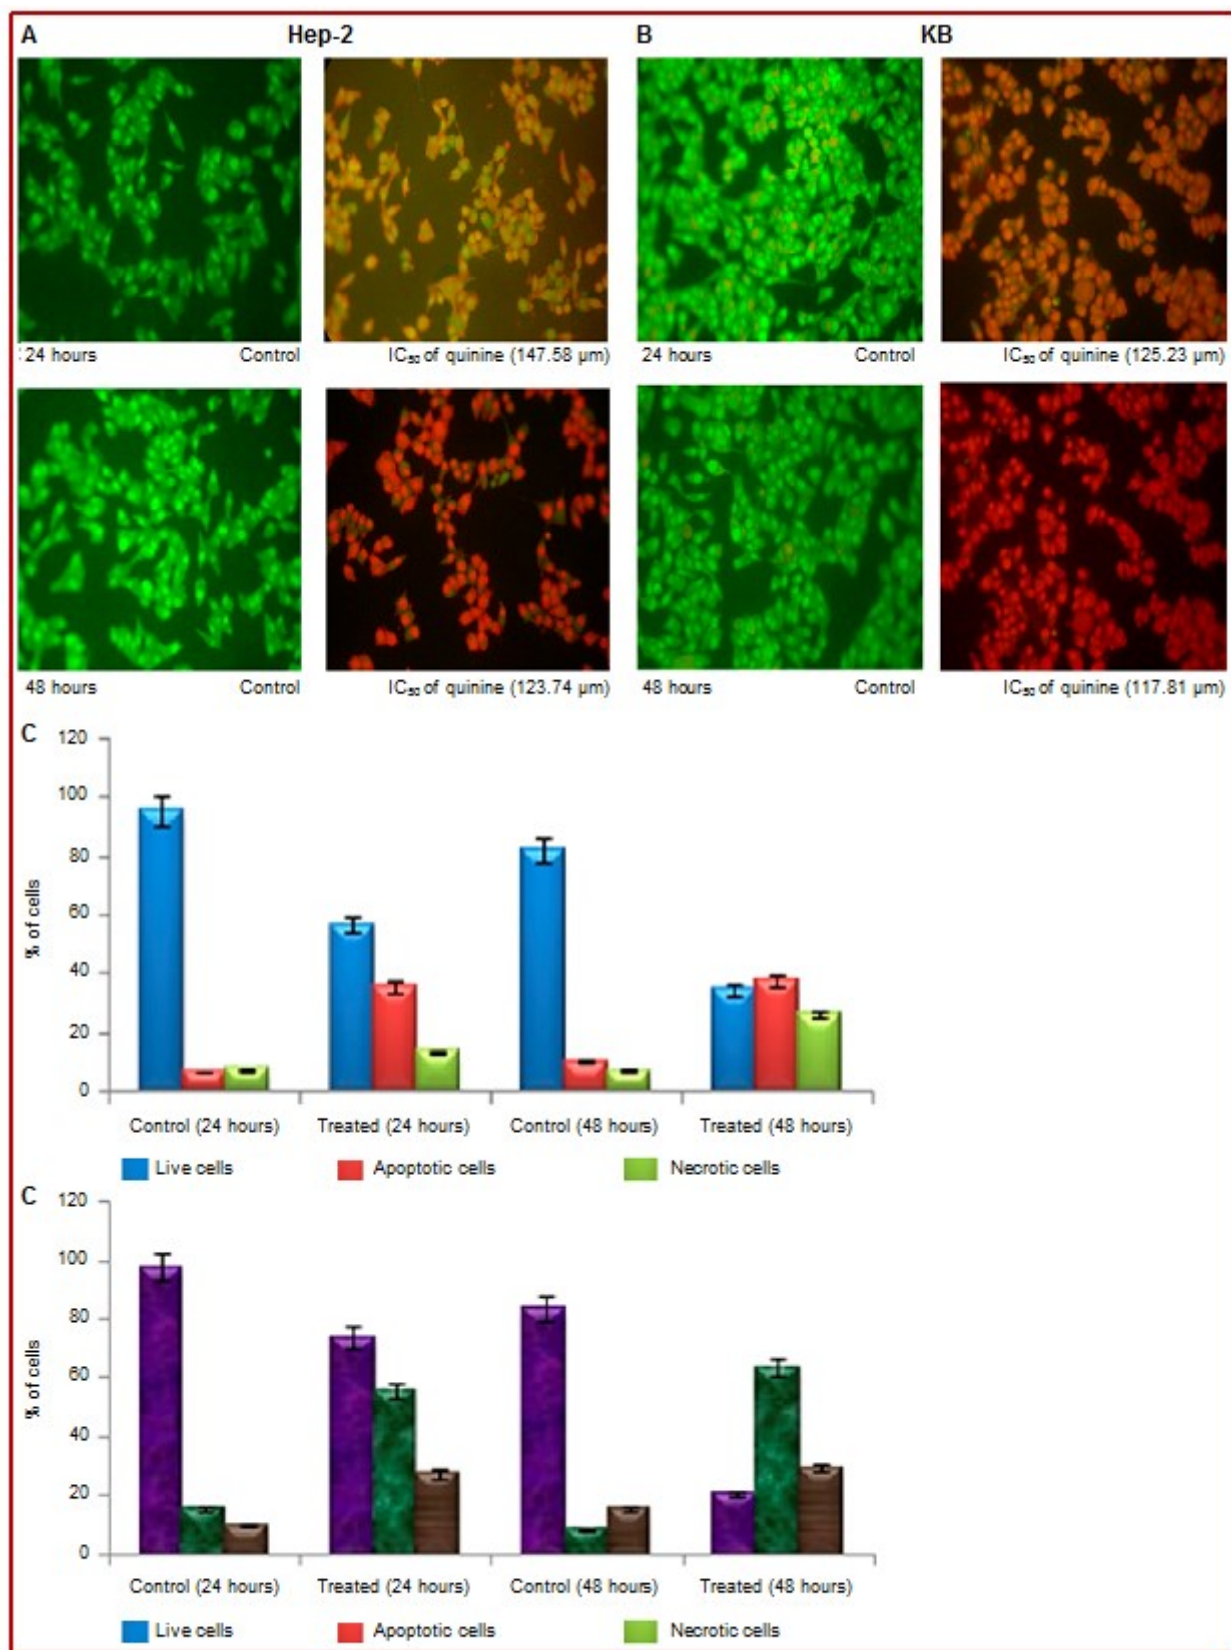 A Hep-2 B KB
24 hours Control IC₅₀ of quinine (147.58 µm) 24 hours Control IC₅₀ of quinine (125.23 µm)
48 hours Control IC₅₀ of quinine (123.74 µm) 48 hours Control IC₅₀ of quinine (117.81 µm)
C
120
100
80
60
40
20
0
% of cells
Control (24 hours) Treated (24 hours) Control (48 hours) Treated (48 hours)
Live cells Apoptotic cells Necrotic cells
C
120
100
80
60
40
20
0
% of cells
Control (24 hours) Treated (24 hours) Control (48 hours) Treated (48 hours)
Live cells Apoptotic cells Necrotic cells